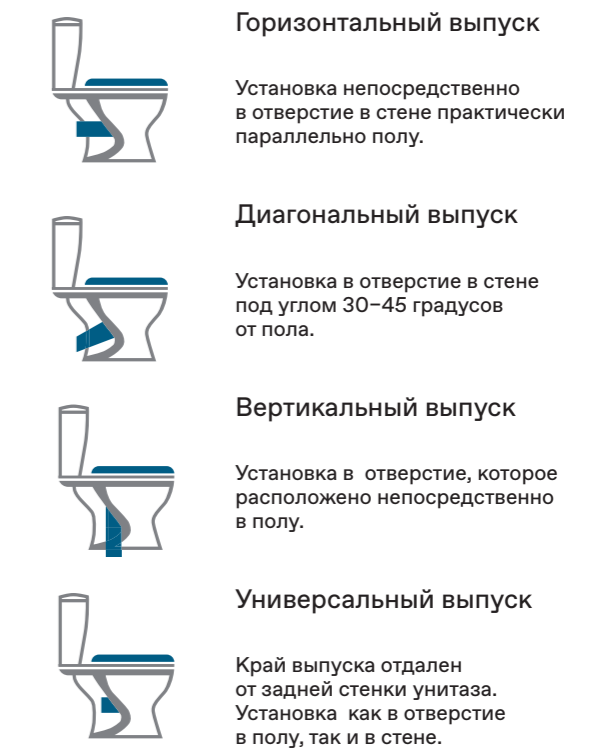 Горизонтальный выпуск
Установка непосредственно
в отверстие в стене практически
параллельно полу.
Диагональный выпуск
Установка в отверстие в стене
под углом 30–45 градусов
от пола.
Вертикальный выпуск
Установка в отверстие, которое
расположено непосредственно
в полу.
Универсальный выпуск
Край выпуска отдален
от задней стенки унитаза.
Установка как в отверстие
в полу, так и в стене.